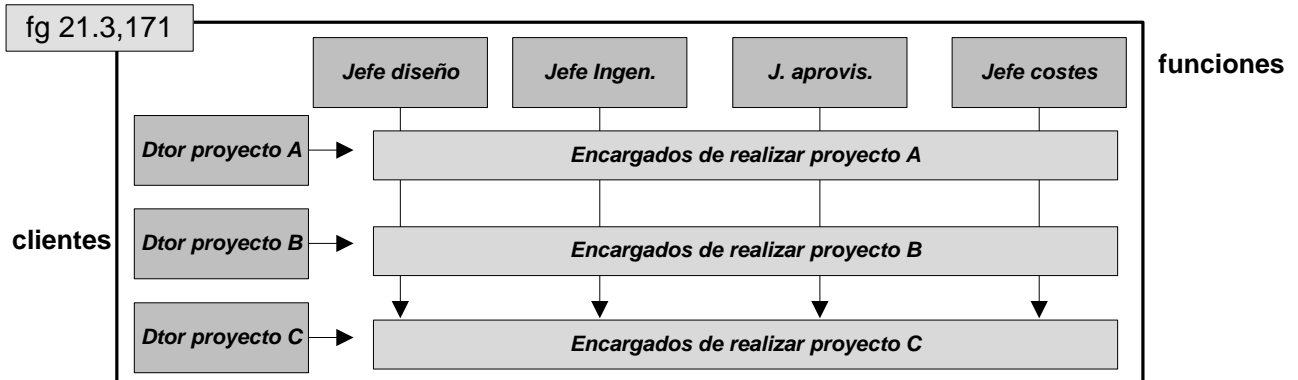 fg 21.3,171
Jefe diseño
Jefe Ingen.
J. aprovis.
Jefe costes
funciones
Dtor proyecto A
Encargados de realizar proyecto A
clientes
Dtor proyecto B
Encargados de realizar proyecto B
Dtor proyecto C
Encargados de realizar proyecto C